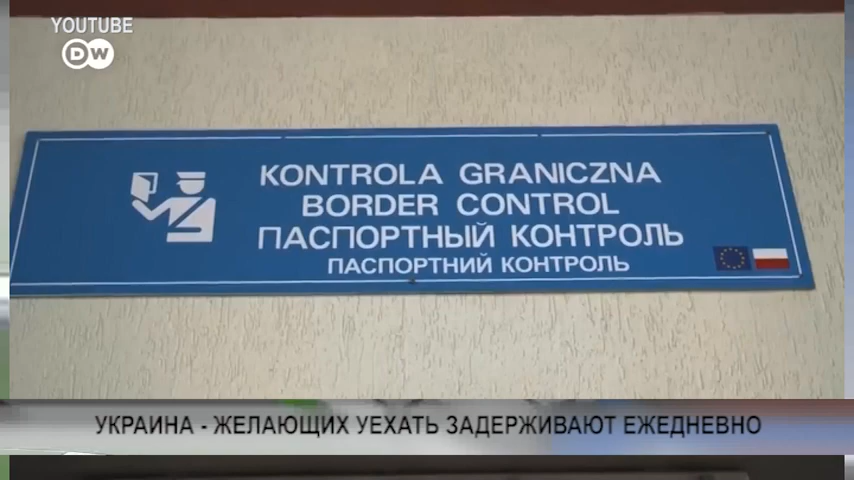 YOUTUBE
DW
KONTROLA GRANICZNA
BORDER CONTROL
ПАСПОРТНЫЙ КОНТРОЛЬ
ПАСПОРТНИЙ КОНТРОЛЬ
УКРАИНА - ЖЕЛАЮЩИХ УЕХАТЬ ЗАДЕРЖИВАЮТ ЕЖЕДНЕВНО